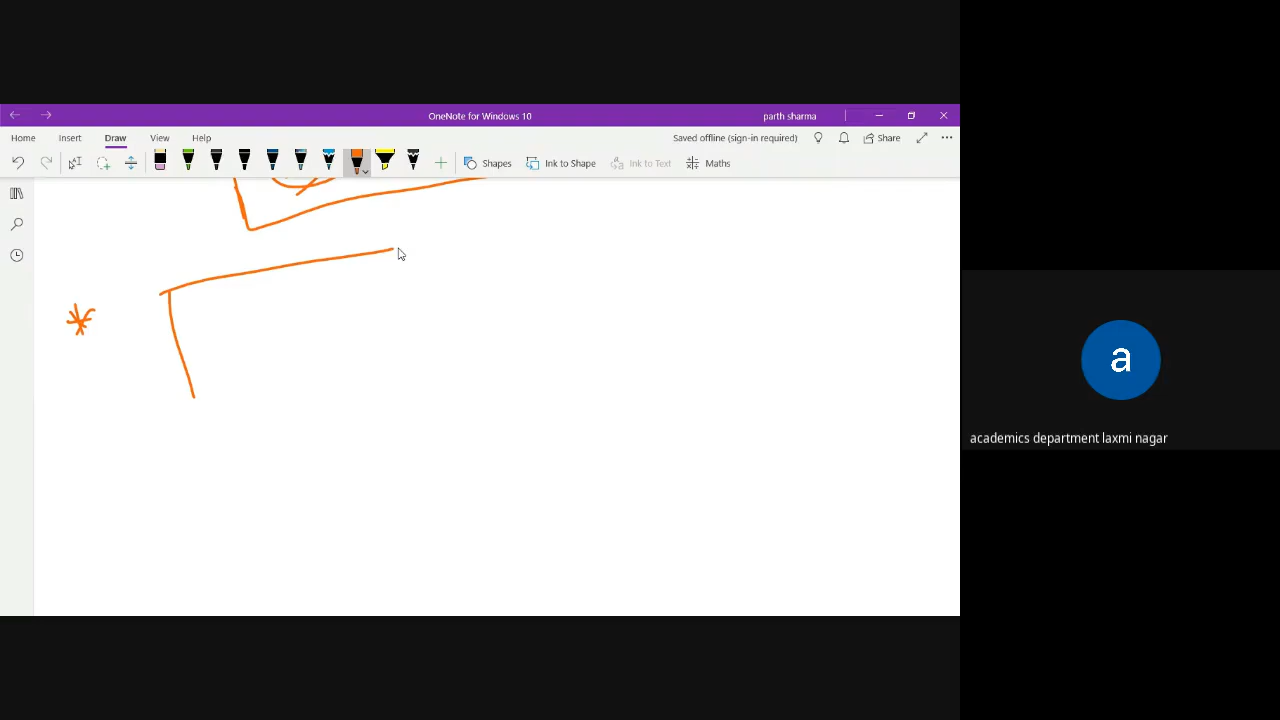 OneNote for Windows 10
parth sharma
Home Insert Draw View Help
Saved offline (sign-in required)
Share
Shapes
Ink to Shape
Ink to Text
Maths
*
a
academics department laxmi nagar